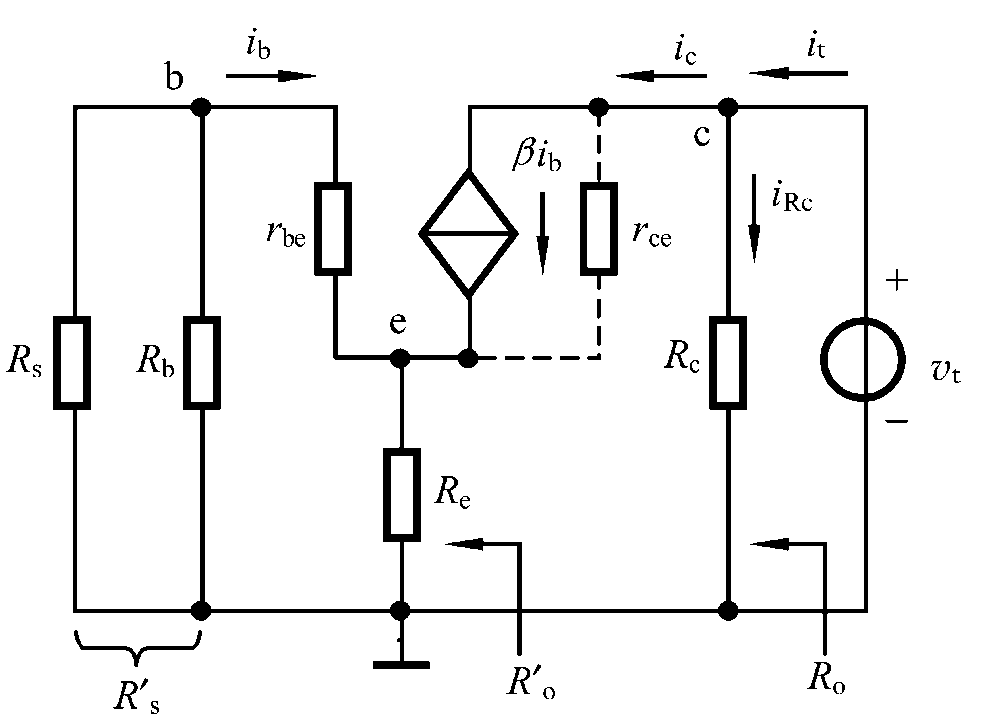 i_b
i_c
i_t
b
c
βi_b
i_Rc
r_be
r_ce
e
+
R_s
R_b
R_c
v_t
−
R_e
R′_s
R′_o
R_o